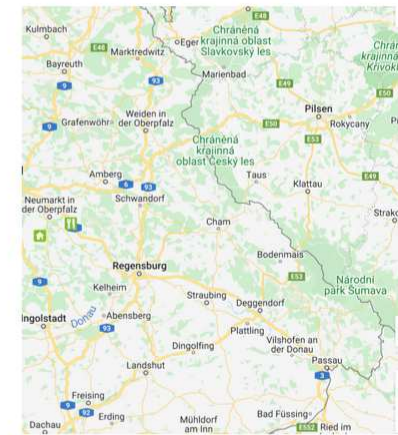 Kulmbach
E48
E48
Marktredwitz
Eger
Chráněná
krajinná oblast
Slavkovský les
Chráněná
krajinná
Křivokl
Bayreuth
9
93
Marienbad
E49
E50
9
Grafenwöhr
Weiden in
der Oberpfalz
Pilsen
E50
Rokycany
E53
Chráněná
krajinná
oblast Český les
Amberg
6
93
Taus
Klattau
E49
Schwandorf
Neumarkt in
der Oberpfalz
Cham
Strako
Bodenmais
Regensburg
E53
Národní
park Šumava
9
Kelheim
Straubing
Deggendorf
ngolstadt
Donau
Abensberg
93
Plattling
Vilshofen an
der Donau
Dingolfing
Passau
Landshut
3
Freising
9
92
Erding
Mühldorf
am Inn
Bad Füssing
Dachau
E552
Ried im